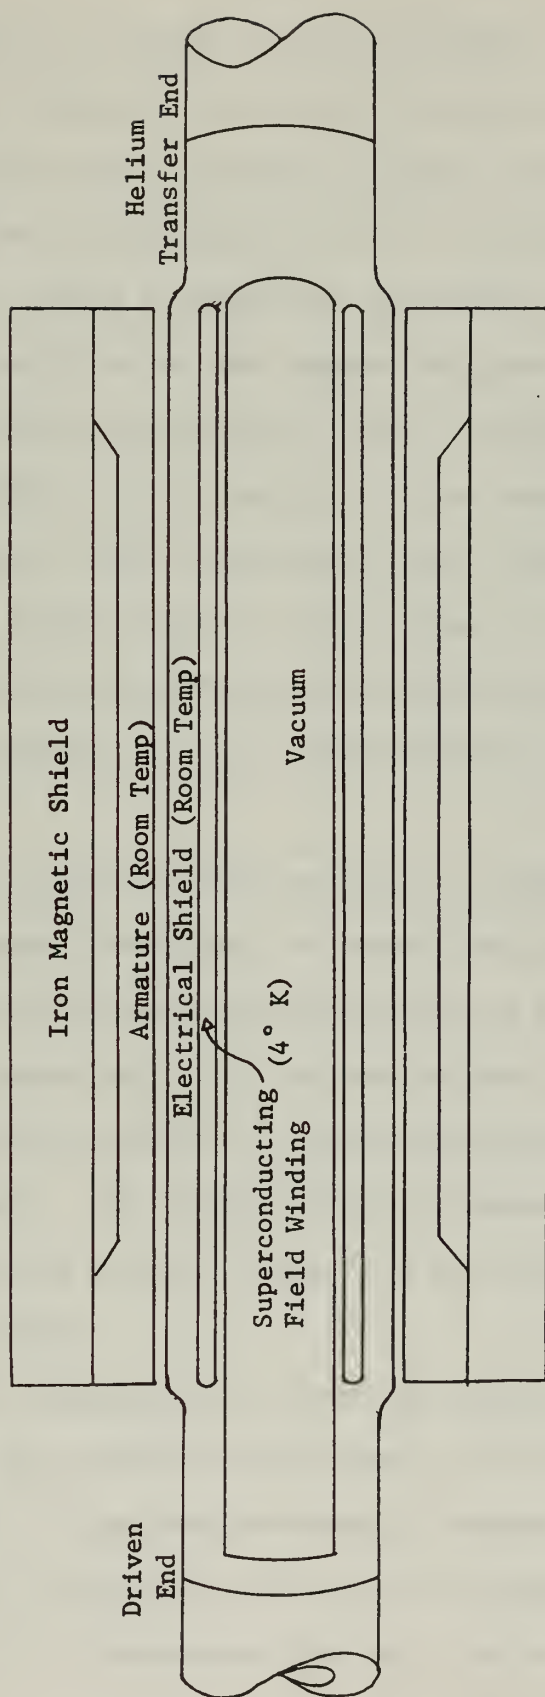 Iron Magnetic Shield
Armature (Room Temp)
Electrical Shield (Room Temp)
Superconducting
Field Winding
(4° K)
Vacuum
Driven
End
Helium
Transfer End